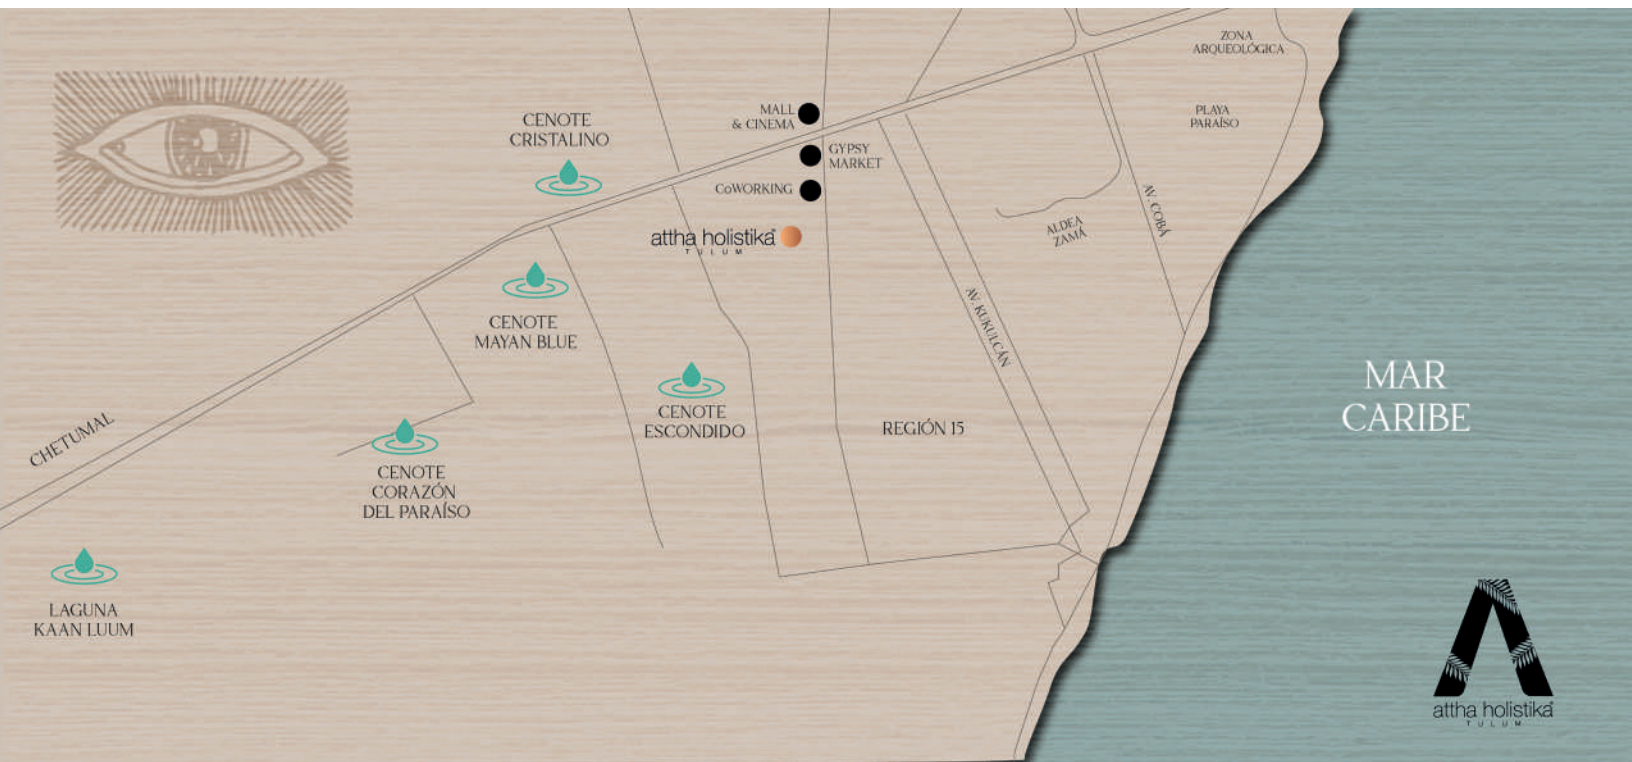 ZONA
ARQUEOLÓGICA
MALL
& CINEMA
PLAYA
PARAÍSO
CENOTE
CRISTALINO
GYPSY
MARKET
CoWORKING
AV. COBÁ
ALDEA
ZAMÁ
attha holistika
TULUM
AV. KUKULCÁN
CENOTE
MAYAN BLUE
MAR
CARIBE
CENOTE
ESCONDIDO
REGIÓN 15
CHETUMAL
CENOTE
CORAZÓN
DEL PARAÍSO
LAGUNA
KAAN LUUM
attha holistika
TULUM